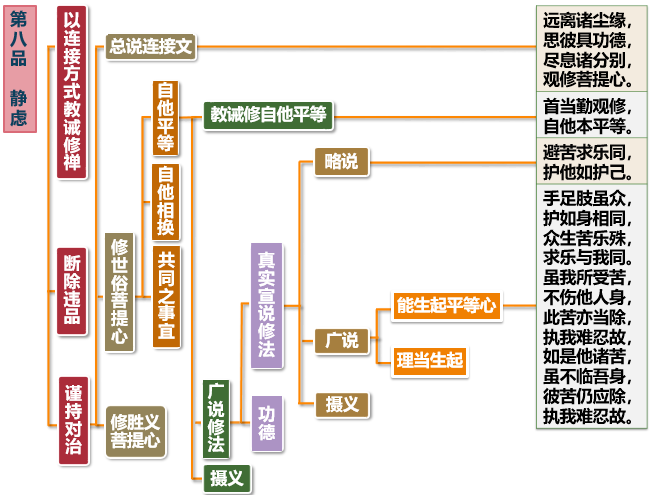 第八品 静虑
以连接方式教诫修禅
断除违品
谨持对治
总说连接文
修世俗菩提心
修胜义
菩提心
自他平等
自他相换
共同之事宜
教诫修自他平等
广说修法
摄义
真实宣说修法
功德
略说
广说
摄义
能生起平等心
理当生起
远离诸尘缘，
思彼具功德，
尽息诸分别，
观修菩提心。
首当勤观修，
自他本平等。
避苦求乐同，
护他如护己。
手足肢虽众，
护如身相同，
众生苦乐殊，
求乐与我同。
虽我所受苦，
不伤他人身，
此苦亦当除，
执我难忍故，
如是他诸苦，
虽不临吾身，
彼苦仍应除，
执我难忍故。